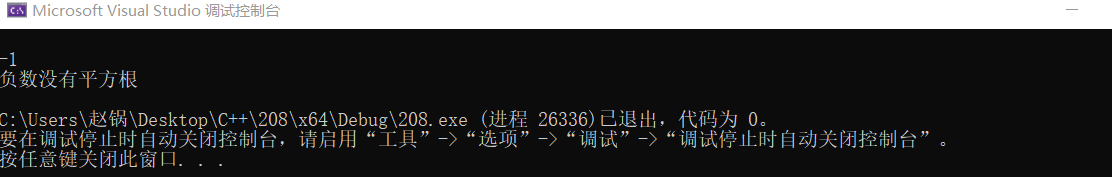 Microsoft Visual Studio 调试控制台
-1
负数没有平方根
C:\Users\赵锅\Desktop\C++\208\x64\Debug\208.exe (进程 26336)已退出，代码为 0。
要在调试停止时自动关闭控制台，请启用“工具”->“选项”->“调试”->“调试停止时自动关闭控制台”。
按任意键关闭此窗口. . .